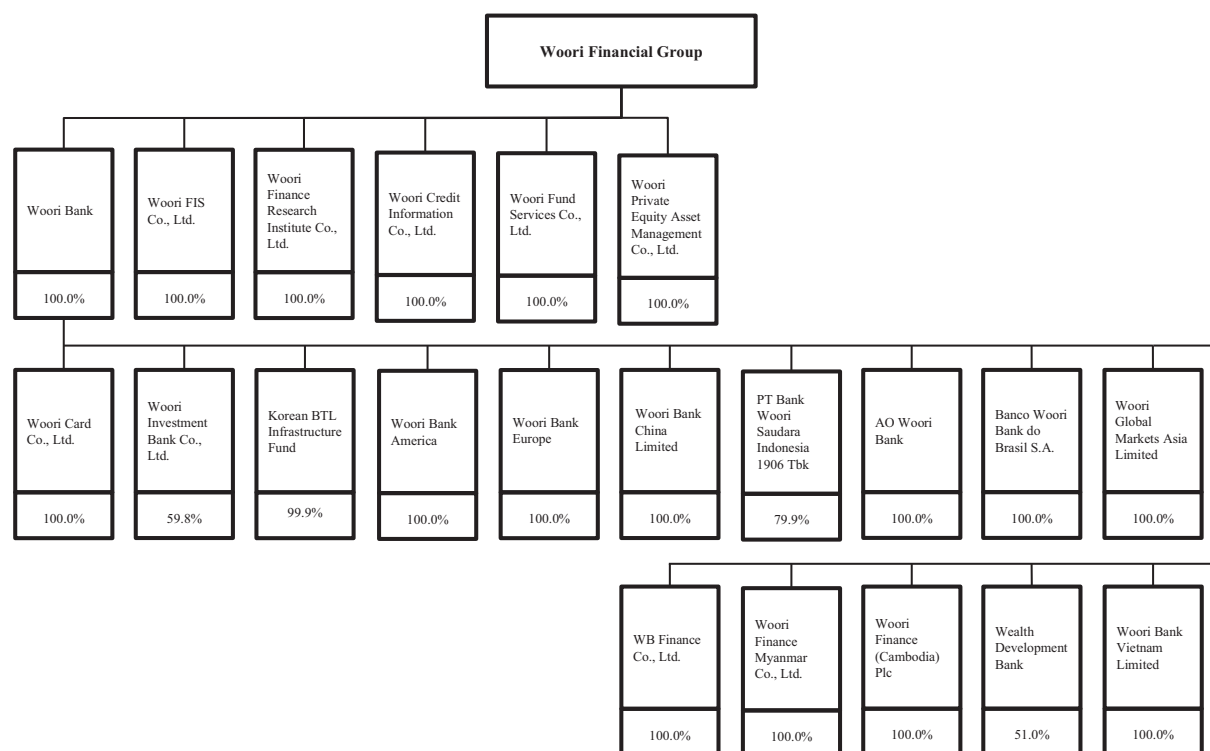 Woori Financial Group
Woori Bank
100.0%
Woori FIS
Co., Ltd.
100.0%
Woori
Finance
Research
Institute Co.,
Ltd.
100.0%
Woori Credit
Information
Co., Ltd.
100.0%
Woori Fund
Services Co.,
Ltd.
100.0%
Woori
Private
Equity Asset
Management
Co., Ltd.
100.0%
Woori Card
Co., Ltd.
100.0%
Woori
Investment
Bank Co.,
Ltd.
59.8%
Korean BTL
Infrastructure
Fund
99.9%
Woori Bank
America
100.0%
Woori Bank
Europe
100.0%
Woori Bank
China
Limited
100.0%
PT Bank
Woori
Saudara
Indonesia
1906 Tbk
79.9%
AO Woori
Bank
100.0%
Banco Woori
Bank do
Brasil S.A.
100.0%
Woori
Global
Markets Asia
Limited
100.0%
WB Finance
Co., Ltd.
100.0%
Woori
Finance
Myanmar
Co., Ltd.
100.0%
Woori
Finance
(Cambodia)
Plc
100.0%
Wealth
Development
Bank
51.0%
Woori Bank
Vietnam
Limited
100.0%